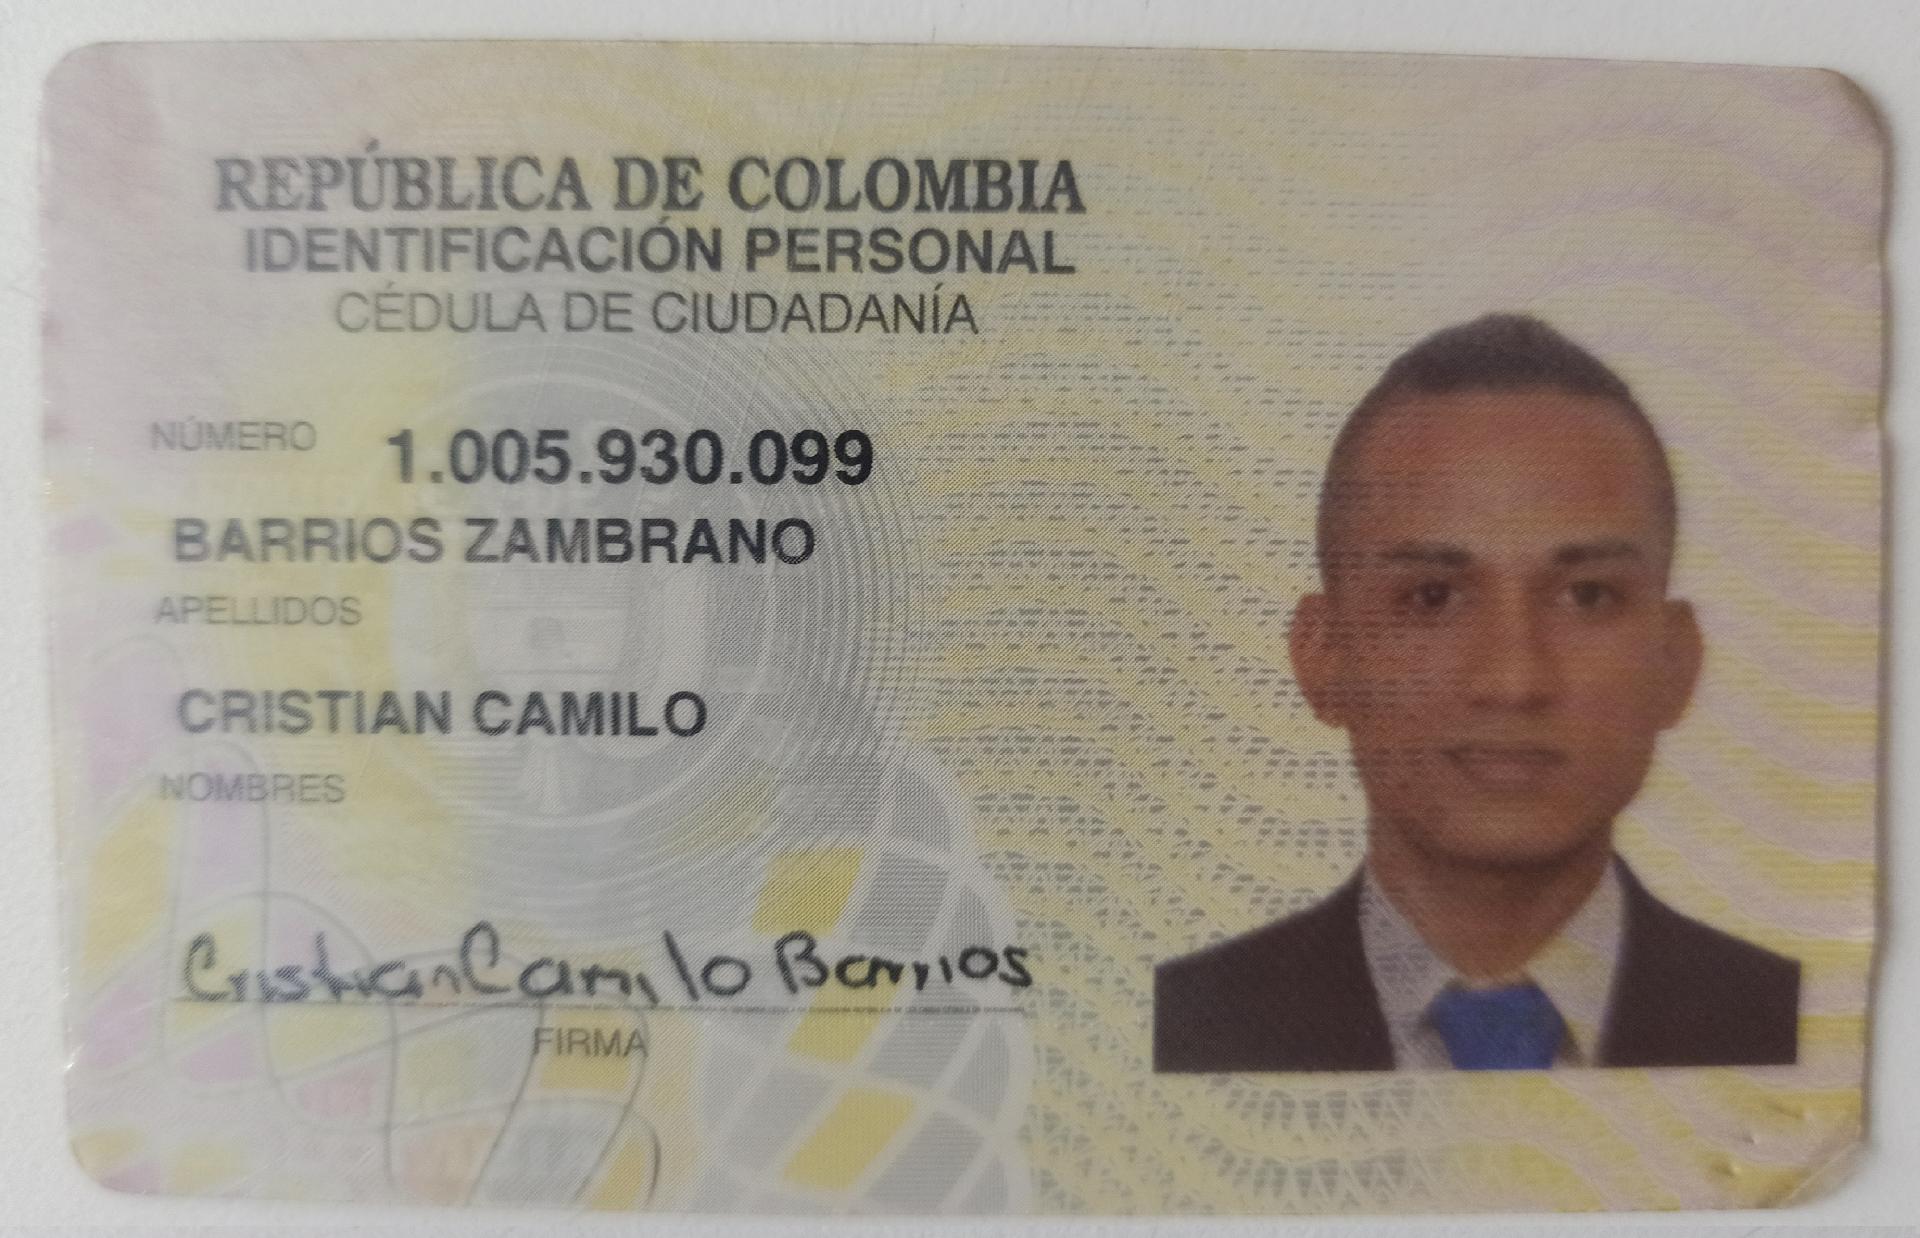 REPÚBLICA DE COLOMBIA
IDENTIFICACIÓN PERSONAL
CÉDULA DE CIUDADANÍA
NÚMERO 1.005.930.099
BARRIOS ZAMBRANO
APELLIDOS
CRISTIAN CAMILO
NOMBRES
Cristian Camilo Barrios
FIRMA